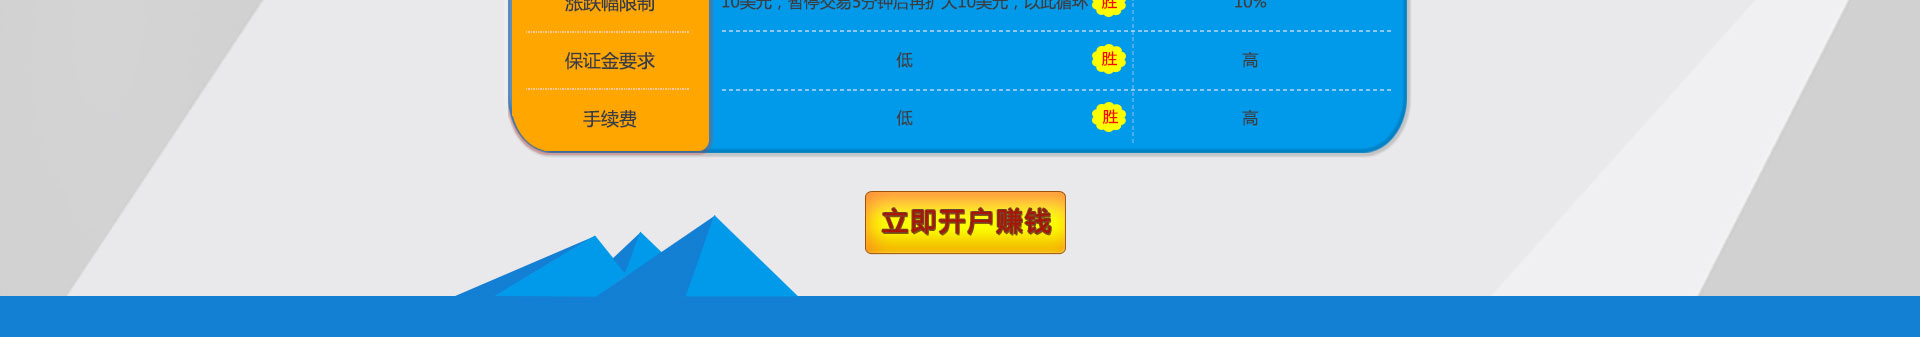 涨跌幅限制 10美元，暂停交易5分钟后再扩大10美元，以此循环 胜 10%
保证金要求 低 胜 高
手续费 低 胜 高
立即开户赚钱